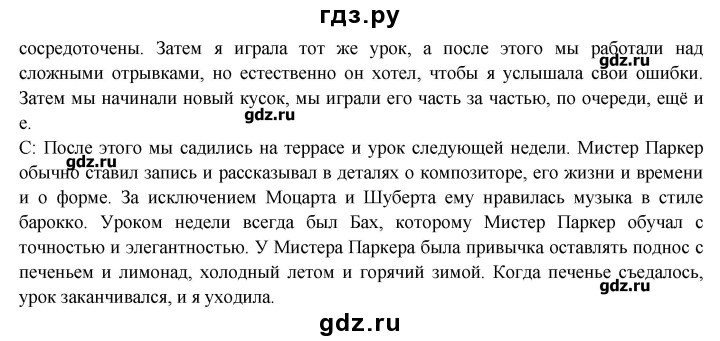 гдз.ру
сосредоточены. Затем я играла тот же урок, а после этого мы работали над
gdz.ru
сложными отрывками, но естественно он хотел, чтобы я услышала свои ошибки.
Затем мы начинали новый кусок, мы играли его часть за частью, по очереди, ещё и
gdz.ru
е.
С: После этого мы садились на террасе и урок следующей недели. Мистер Паркер
gdz.ru
обычно ставил запись и рассказывал в деталях о композиторе, его жизни и времени
и о форме. За исключением Моцарта и Шуберта ему нравилась музыка в стиле
барокко. Уроком недели всегда был Бах, которому Мистер Паркер обучал с
точностью и элегантностью. У Мистера Паркера была привычка оставлять поднос с
печеньем и лимонад, холодный летом и горячий зимой. Когда печенье съедалось,
gdz.ru
урок заканчивался, и я уходила.
gdz.ru